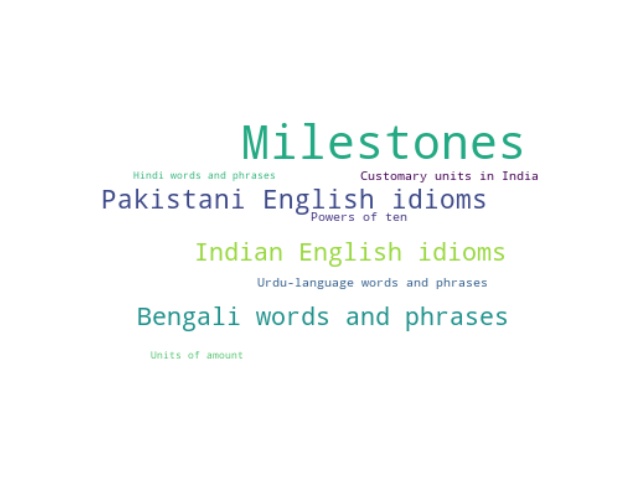 Milestones
Hindi words and phrases
Customary units in India
Pakistani English idioms
Powers of ten
Indian English idioms
Urdu-language words and phrases
Bengali words and phrases
Units of amount